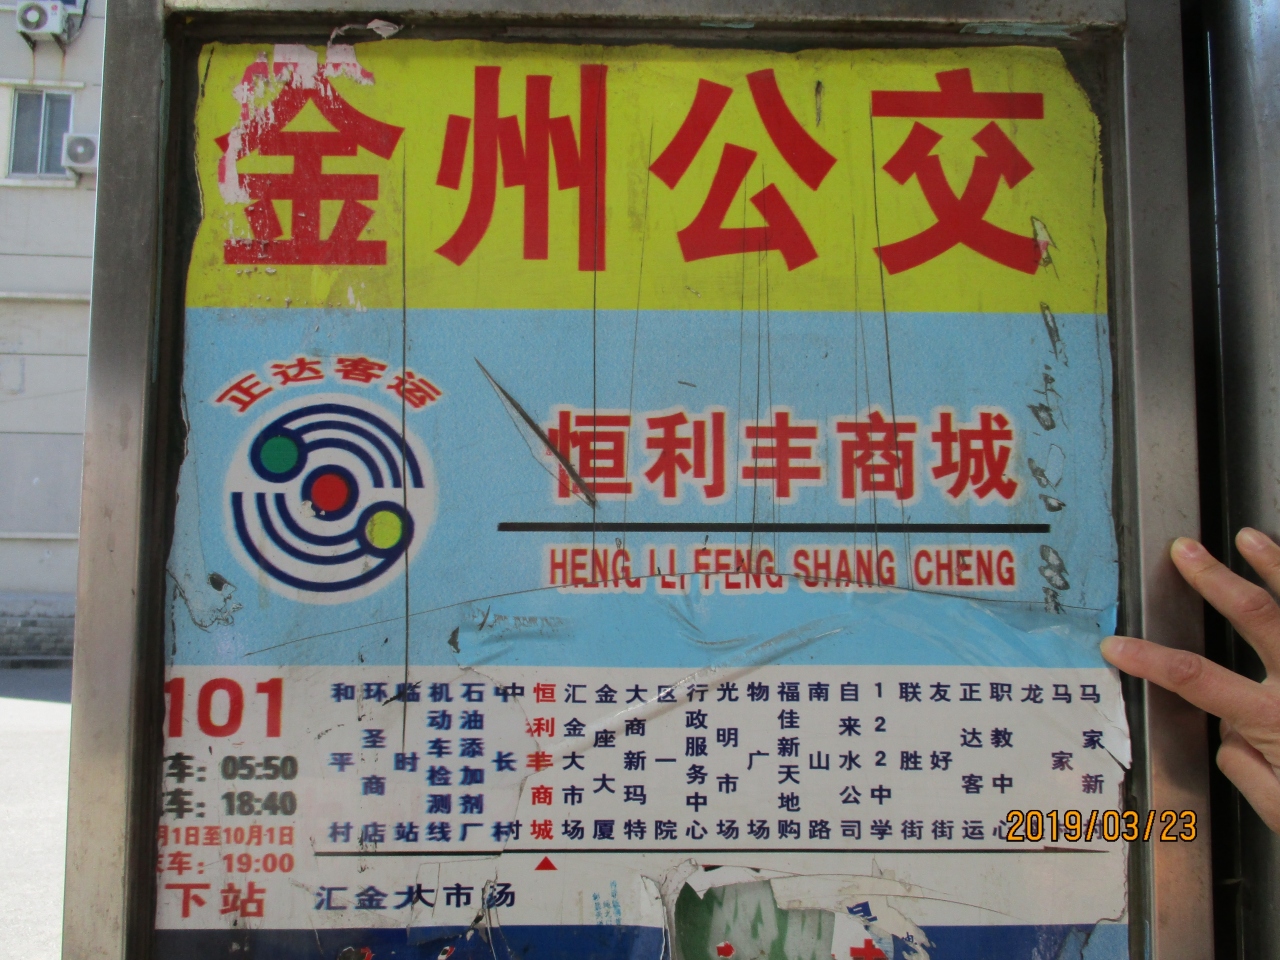 金州公交
正达客运
恒利丰商城
HENG LI FENG SHANG CHENG
101
车：05:50
车：18:40
月1日至10月1日
车：19:00
下站
和平村
环圣商店
临时站
机动车检测线
石油添加剂厂
中长村
恒利丰商城
汇金大市场
金座大厦
大商新玛特
区一院
行政服务中心
光明市场
福佳新天地购
物广场
南山路
自来水公司
122中学
联胜街
友好街
正达客运
职教中心
龙
马家
马家新村
汇金大市场
2019/03/23